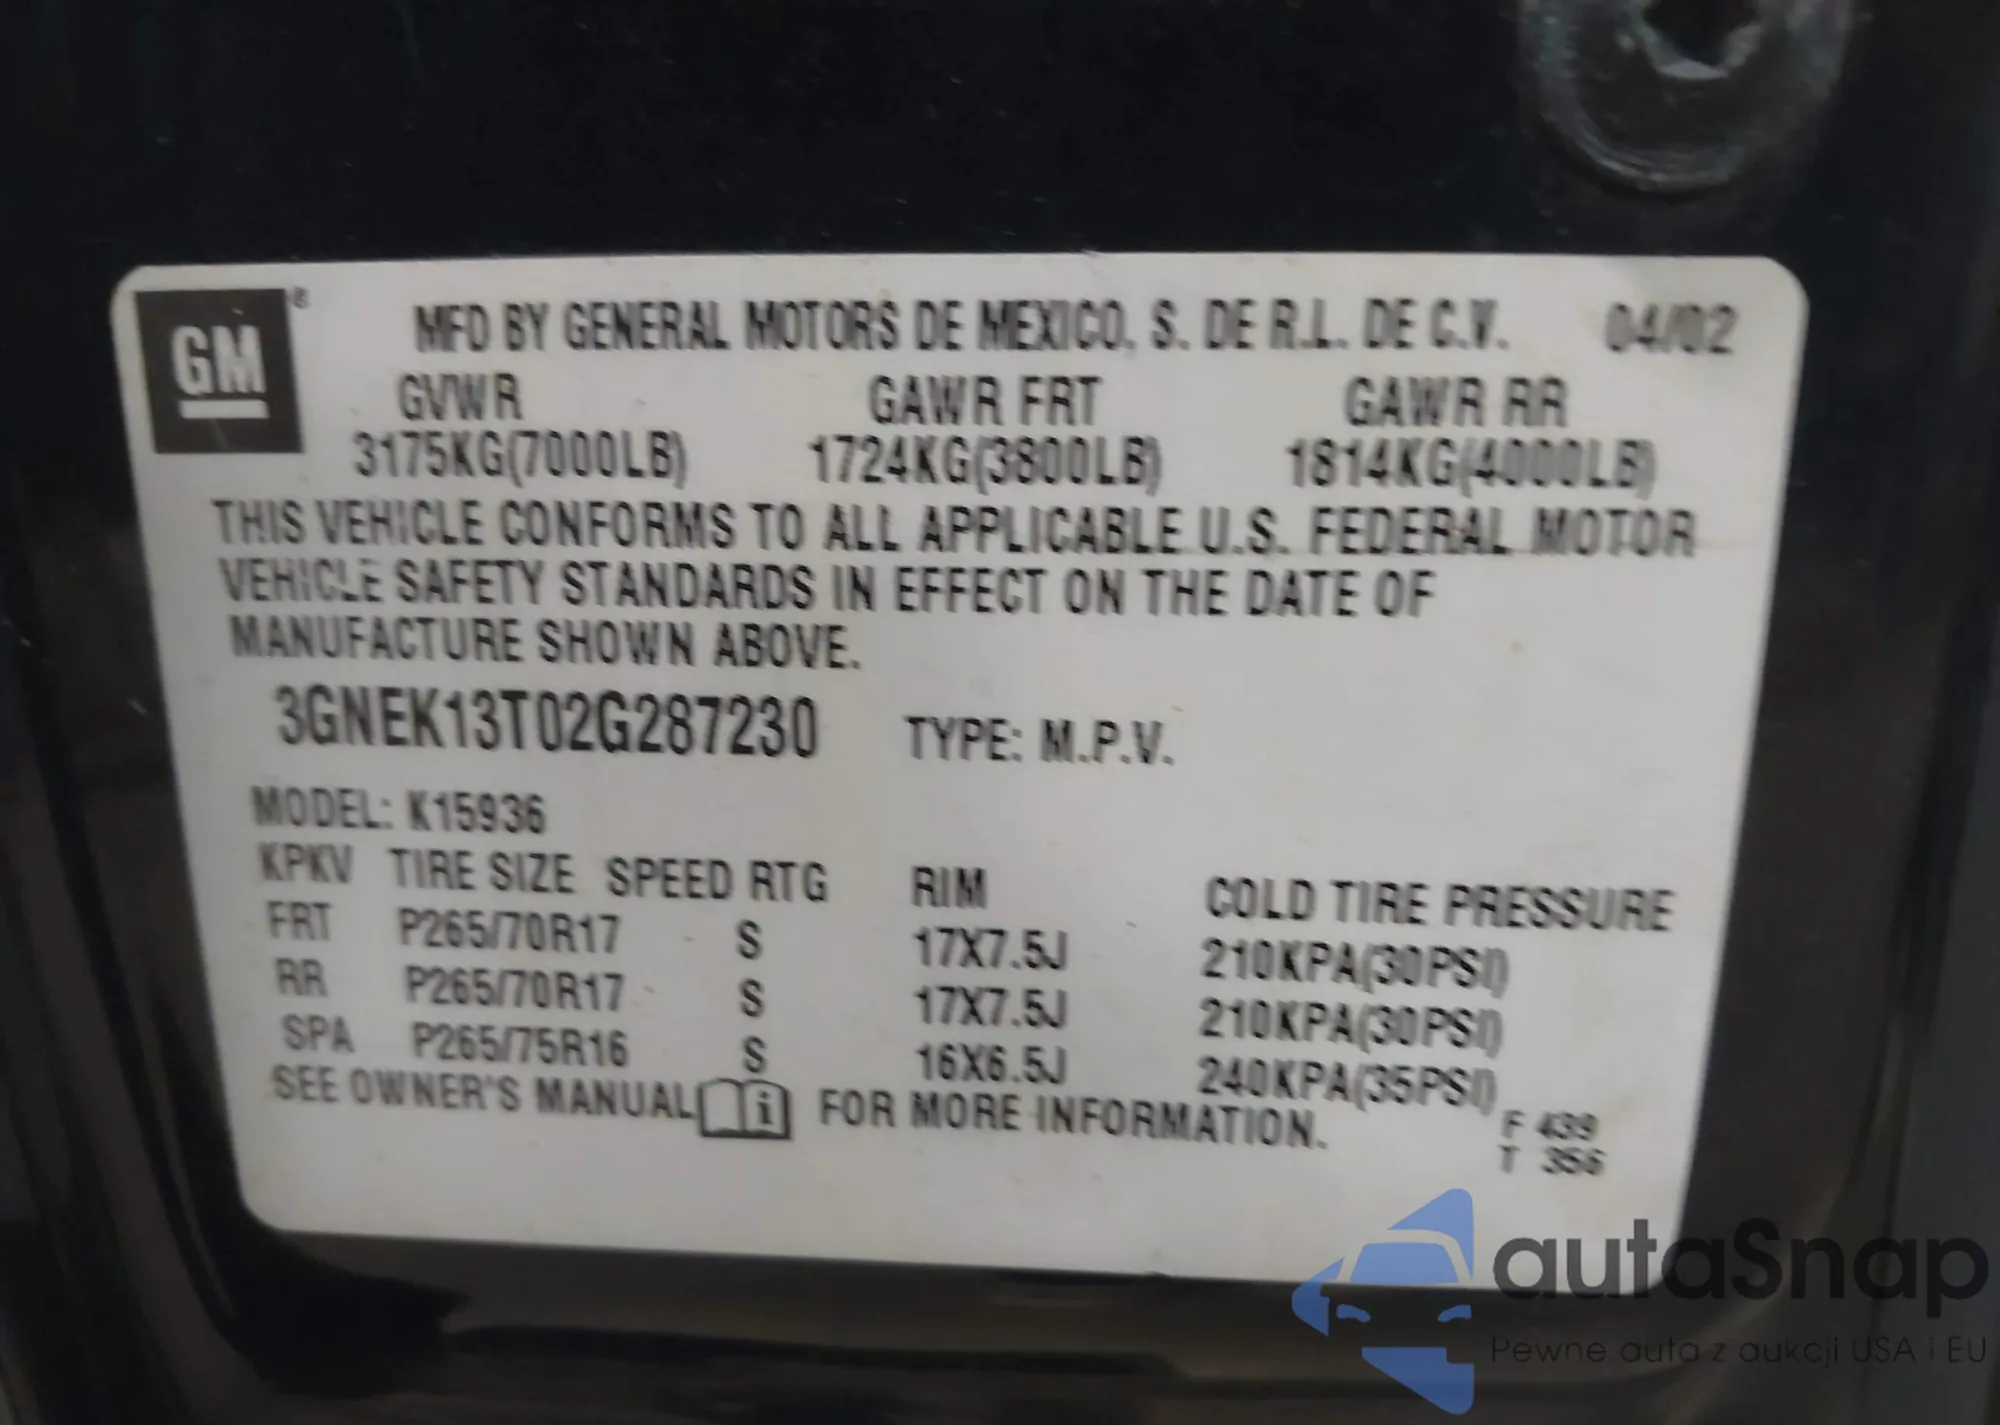 GM ® MFD BY GENERAL MOTORS DE MEXICO, S. DE R.L. DE C.V. 04/02
GVWR GAWR FRT GAWR RR
3175KG(7000LB) 1724KG(3800LB) 1814KG(4000LB)
THIS VEHICLE CONFORMS TO ALL APPLICABLE U.S. FEDERAL MOTOR
VEHICLE SAFETY STANDARDS IN EFFECT ON THE DATE OF
MANUFACTURE SHOWN ABOVE.
3GNEK13T02G287230 TYPE: M.P.V.
MODEL: K15936
KPKV TIRE SIZE SPEED RTG RIM COLD TIRE PRESSURE
FRT P265/70R17 S 17X7.5J 210KPA(30PSI)
RR P265/70R17 S 17X7.5J 210KPA(30PSI)
SPA P265/75R16 S 16X6.5J 240KPA(35PSI)
SEE OWNER'S MANUAL i FOR MORE INFORMATION.
F 439
T 356
autaSnap
Pewne auta z aukcji USA i EU